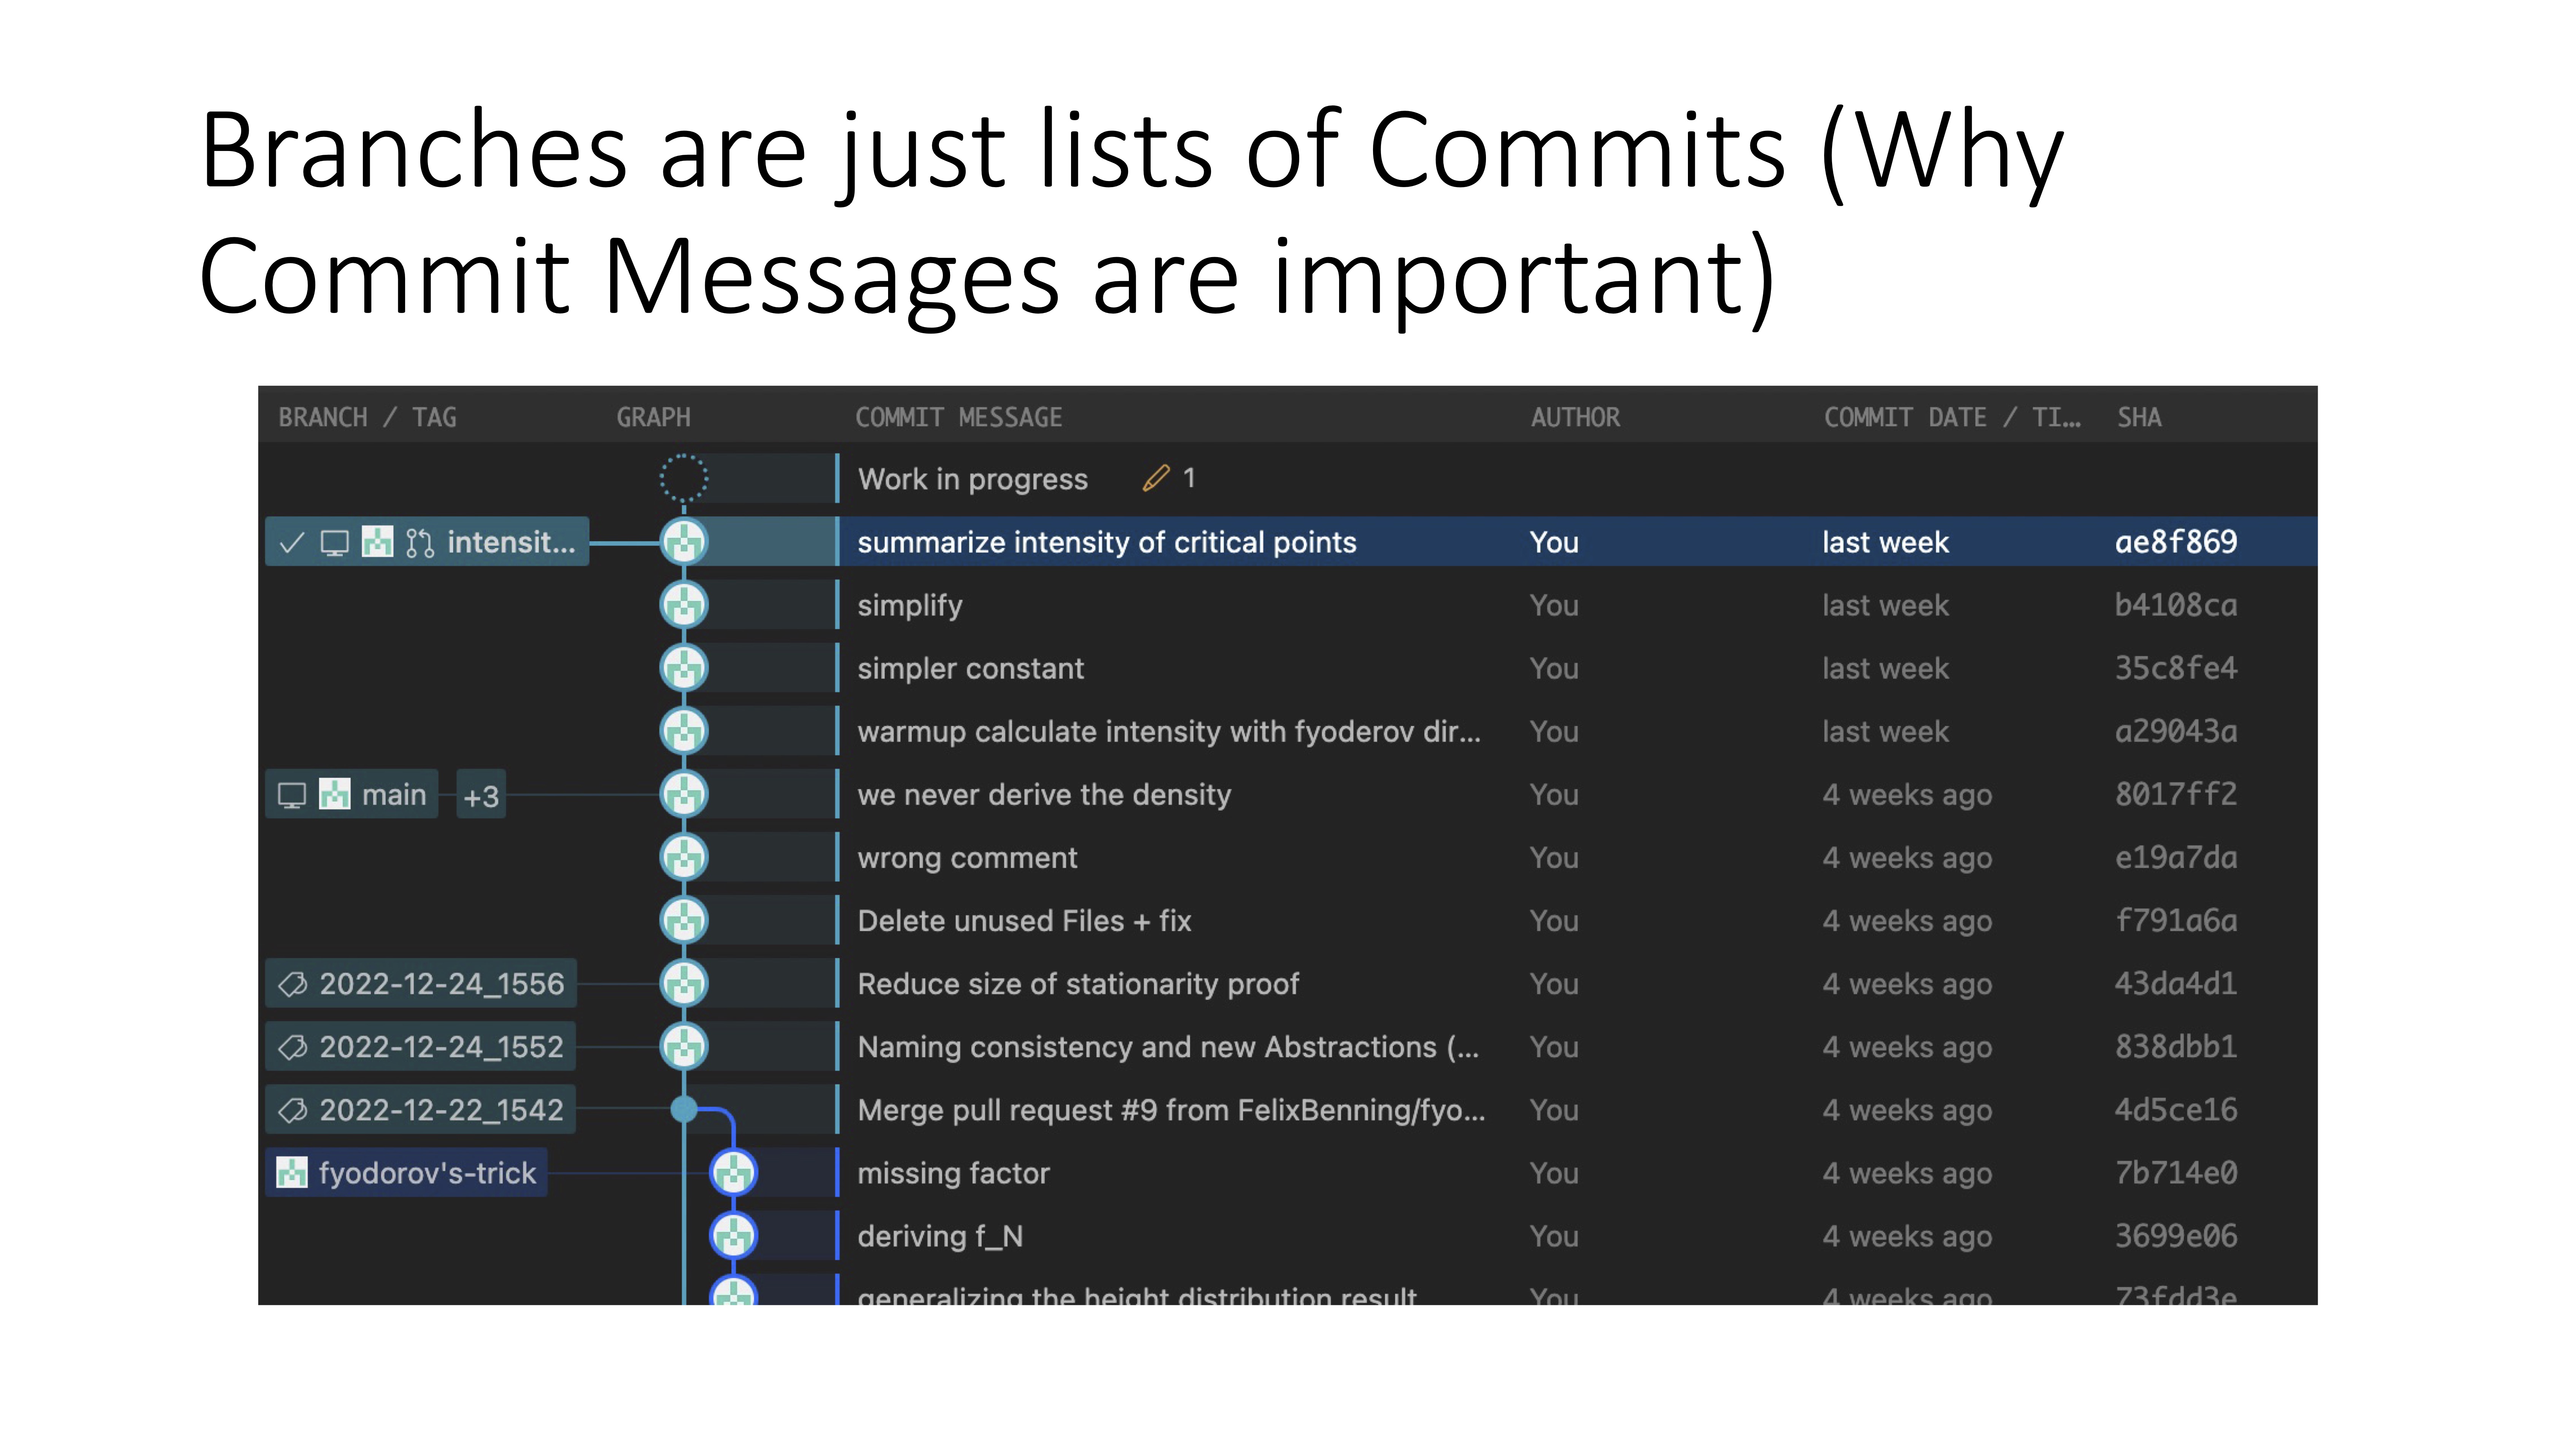 Branches are just lists of Commits (Why
Commit Messages are important)
BRANCH / TAG GRAPH COMMIT MESSAGE AUTHOR COMMIT DATE / TI... SHA
Work in progress 1
intensit... summarize intensity of critical points You last week ae8f869
simplify You last week b4108ca
simpler constant You last week 35c8fe4
warmup calculate intensity with fyoderov dir... You last week a29043a
main +3 we never derive the density You 4 weeks ago 8017ff2
wrong comment You 4 weeks ago e19a7da
Delete unused Files + fix You 4 weeks ago f791a6a
2022-12-24_1556 Reduce size of stationarity proof You 4 weeks ago 43da4d1
2022-12-24_1552 Naming consistency and new Abstractions (... You 4 weeks ago 838dbb1
2022-12-22_1542 Merge pull request #9 from FelixBenning/fyo... You 4 weeks ago 4d5ce16
fyodorov's-trick missing factor You 4 weeks ago 7b714e0
deriving f_N You 4 weeks ago 3699e06
generalizing the height distribution result You 4 weeks ago 73fdd3e